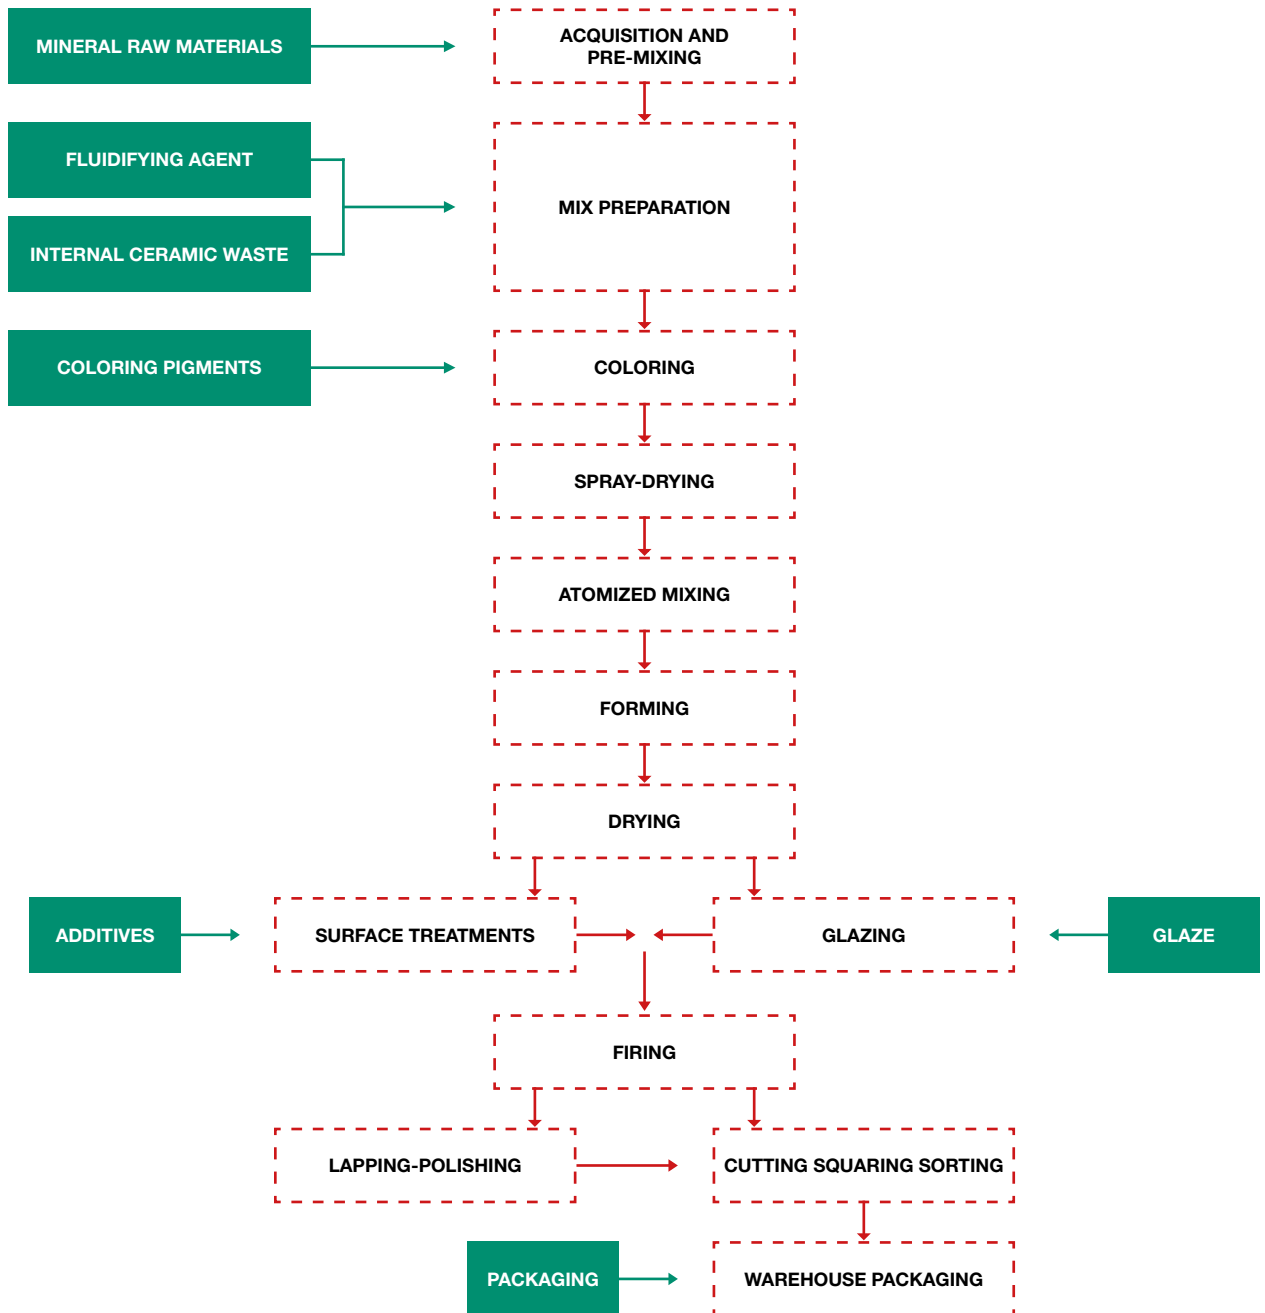 MINERAL RAW MATERIALS
ACQUISITION AND
PRE-MIXING
FLUIDIFYING AGENT
MIX PREPARATION
INTERNAL CERAMIC WASTE
COLORING PIGMENTS
COLORING
SPRAY-DRYING
ATOMIZED MIXING
FORMING
DRYING
ADDITIVES
SURFACE TREATMENTS
GLAZING
GLAZE
FIRING
LAPPING-POLISHING
CUTTING SQUARING SORTING
PACKAGING
WAREHOUSE PACKAGING